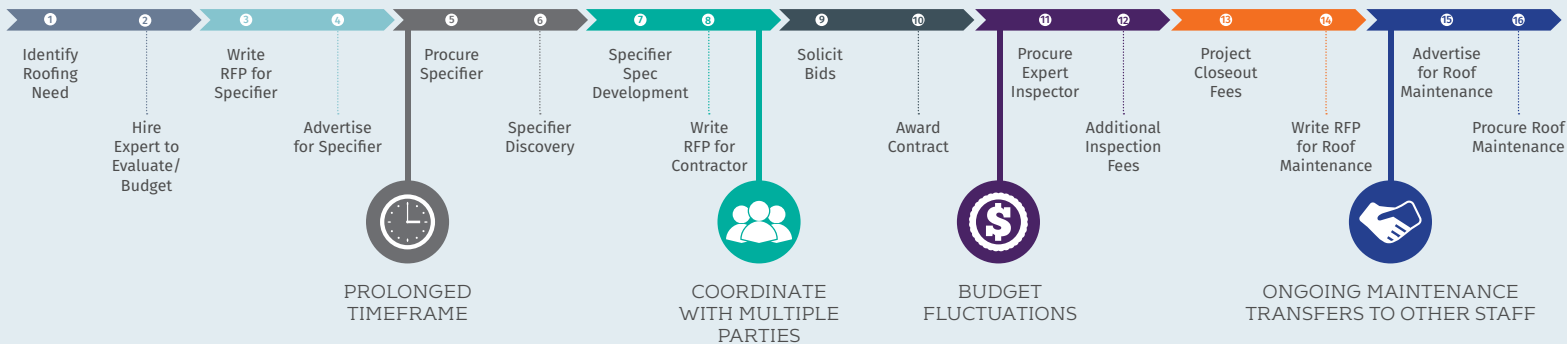 1
2
3
4
5
6
7
8
9
10
11
12
13
14
15
16
Identify
Roofing
Need
Hire
Expert to
Evaluate/
Budget
Write
RFP for
Specifier
Advertise
for Specifier
Procure
Specifier
Specifier
Discovery
Specifier
Spec
Development
Write
RFP for
Contractor
Solicit
Bids
Award
Contract
Procure
Expert
Inspector
Additional
Inspection
Fees
Project
Closeout
Fees
Write RFP
for Roof
Maintenance
Advertise
for Roof
Maintenance
Procure Roof
Maintenance
$
PROLONGED
TIMEFRAME
COORDINATE
WITH MULTIPLE
PARTIES
BUDGET
FLUCTUATIONS
ONGOING MAINTENANCE
TRANSFERS TO OTHER STAFF